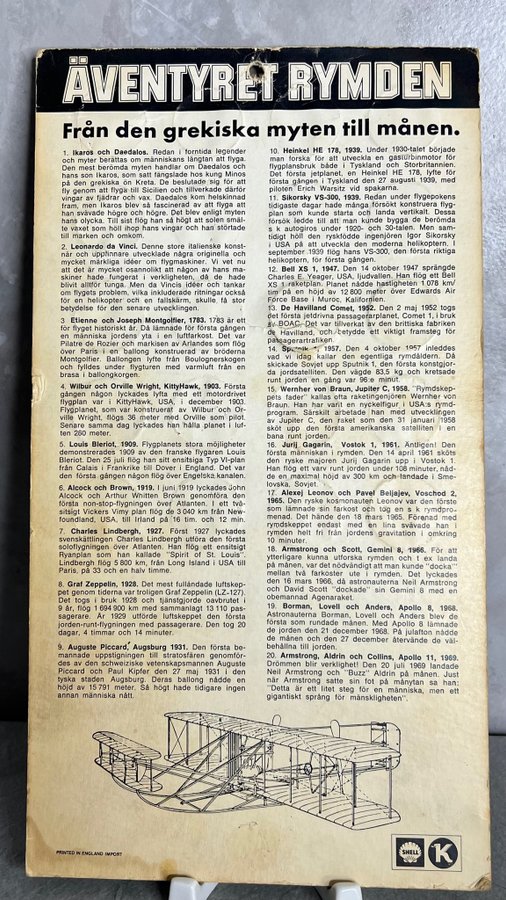 ÄVENTYRET RYMDEN
Från den grekiska myten till månen.
1. Ikaros och Daedalos. Redan i forntida legender
och myter berättas om människans längtan att flyga.
Den mest berömda myten handlar om Daedalos och
hans son Ikaros, som satt fängslade hos kung Minos
på den grekiska ön Kreta. De beslutade sig för att
fly genom att flyga till Sicilien och tillverkade därför
vingar av fjädrar och vax. Daedalos kom helskinnad
fram, men Ikaros blev så fascinerad av att flyga att
han svävade högre och högre. Det blev enligt myten
hans olycka. Till sist flög han så högt att solen smäl-
te vaxet som höll ihop hans vingar och han störtade
till marken och omkom.
2. Leonardo da Vinci. Denne store italienske konst-
när och uppfinnare utvecklade några originella och
mycket märkliga idéer om flygmaskiner. Vi vet nu
att det är mycket osannolikt att någon av hans ma-
skiner hade fungerat i verkligheten, då de hade
blivit alltför tunga. Men da Vincis idéer och tankar
om flygets problem, vilka inkluderade ritningar också
för en helikopter och en fallskärm, skulle få stor
betydelse för den senare utvecklingen.
3 Etienne och Joseph Montgolfier, 1783. 1783 är ett
för flyget historiskt år. Då lämnade för första gången
en människa jordens yta i en luftfarkost. Det var
Pilatre de Rozier och markisen av Arlandes som flög
över Paris i en ballong konstruerad av bröderna
Montgolfier. Ballongen lyfte från Boulognerskogen
och fylldes under flygturen med varmluft från en
brasa i ballongkorgen.
4. Wilbur och Orville Wright, KittyHawk, 1903. Första
gången någon lyckades lyfta med ett motordrivet
flygplan var i KittyHawk, USA, i december 1903.
Flygplanet, som var konstruerat av Wilbur och Or-
ville Wright, flögs 36 meter med Orville som pilot.
Senare samma dag lyckades han hålla planet i luf-
ten 260 meter.
5. Louis Bleriot, 1909. Flygplanets stora möjligheter
demonstrerades 1909 av den franske flygaren Louis
Bleriot. Den 25 juli flög han sitt ensitsiga Typ VI-plan
från Calais i Frankrike till Dover i England. Det var
den första gången någon flög över Engelska kanalen.
6. Alcock och Brown, 1919. I juni 1919 lyckades John
Alcock och Arthur Whitten Brown genomföra den
första non-stop-flygningen över Atlanten. I ett två-
sitsigt Vickers Vimy plan flög de 3 040 km från New-
foundland, USA, till Irland på 16 tim. och 12 min.
7. Charles Lindbergh, 1927. Först 1927 lyckades
svenskättlingen Charles Lindbergh utföra den första
soloflygningen över Atlanten. Han flög ett ensitsigt
Ryanplan som han kallade "Spirit of St. Louis".
Lindbergh flög 5 800 km, från Long Island i USA till
Paris, på 33 och en halv timme.
8. Graf Zeppelin, 1928. Det mest fulländade luftskep-
pet genom tiderna var troligen Graf Zeppelin (LZ-127).
Det togs i bruk 1928 och tjänstgjorde oavbrutet i
9 år, flög 1 694 900 km med sammanlagt 13 110 pas-
sagerare. År 1929 utförde luftskeppet den första
jorden-runt-flygningen med passagerare. Den tog 20
dagar, 4 timmar och 14 minuter.
9. Auguste Piccard, Augsburg 1931. Den första be-
mannade uppstigningen till stratosfären genomför-
des av den schweiziske vetenskapsmannen Auguste
Piccard och Paul Kipfer den 27 maj 1931 i den
tyska staden Augsburg. Deras ballong nådde en
höjd av 15 791 meter. Så högt hade tidigare ingen
annan människa nått.
10. Heinkel HE 178, 1939. Under 1930-talet började
man forska för att utveckla en gasturbinmotor för
flygplansbruk både i Tyskland och Storbritannien.
Det första jetplanet, en Heinkel HE 178, lyfte för
första gången i Tyskland den 27 augusti 1939, med
piloten Erich Warsitz vid spakarna.
11. Sikorsky VS-300, 1939. Redan under flygepokens
tidigaste dagar hade många försökt konstruera flyg-
plan som kunde starta och landa vertikalt. Dessa
försök ledde till att man kunde bygga de berömda
s k autogiros under 1920- och 30-talen. Men sam-
tidigt höll den ryskfödde ingenjören Igor Sikorsky
i USA på att utveckla den moderna helikoptern. I
september 1939 flög hans VS-300, den första riktiga
helikoptern, för första gången.
12. Bell XS 1, 1947. Den 14 oktober 1947 sprängde
Charles E. Yeager, USA, ljudvallen. Han flög ett Bell
XS 1 raketplan. Planet nådde hastigheten 1 078 km/
tim på en höjd av 12 800 meter över Edwards Air
Force Base i Muroc, Kalifornien.
13. De Havilland Comet, 1952. Den 2 maj 1952 togs
det första jetdrivna passagerarplanet, Comet 1, i bruk
av BOAC. Det var tillverkat av den brittiska fabriken
de Havilland, och betydde ett viktigt framsteg för
passagerartrafiken.
14. Sputnik 1, 1957. Den 4 oktober 1957 inleddes
vad vi idag kallar den egentliga rymdåldern. Då
skickade Sovjet upp Sputnik 1, den första konstgjor-
da jordsatelliten. Den vägde 83,5 kg och kretsade
runt jorden en gång var 96:e minut.
15. Wernher von Braun, Jupiter C, 1958. "Rymdskep-
pets fader" kallas ofta raketingenjören Wernher von
Braun. Han har varit en nyckelfigur i USA:s rymd-
program. Särskilt arbetade han med utvecklingen
av Jupiter C, den raket som den 31 januari 1958
sköt upp den första amerikanska satelliten i en
bana runt jorden.
16. Jurij Gagarin, Vostok 1, 1961. Äntligen! Den
första människan i rymden. Den 14 april 1961 sköts
den ryske majoren Jurij Gagarin upp i Vostok 1.
Han flög ett varv runt jorden under 108 minuter, nåd-
de en maximal höjd av 300 km och landade i Sme-
lovska, Sovjet.
17. Alexej Leonov och Pavel Beljajev, Voschod 2,
1965. Den ryske kosmonauten Leonov var den förste
som lämnade sin farkost och tog en s k rymdpro-
menad. Det hände den 18 mars 1965. Förenad med
rymdskeppet endast med en lina svävade han i
rymden helt fri från jordens gravitation i omkring
10 minuter.
18. Armstrong och Scott, Gemini 8, 1966. För att
ytterligare kunna utforska rymden och t ex landa
på månen, var det nödvändigt att man kunde "docka"
mellan två farkoster ute i rymden. Det lyckades
den 16 mars 1966, då astronauterna Neil Armstrong
och David Scott "dockade" sin Gemini 8 med en
obemannad Agenaraket.
19. Borman, Lovell och Anders, Apollo 8, 1968.
Astronauterna Borman, Lovell och Anders blev de
första som rundade månen. Med Apollo 8 lämnade
de jorden den 21 december 1968. På julafton nådde
de månen och den 27 december återvände de väl-
behållna till jorden.
20. Armstrong, Aldrin och Collins, Apollo 11, 1969.
Drömmen blir verklighet! Den 20 juli 1969 landade
Neil Armstrong och "Buzz" Aldrin på månen. Just
när Armstrong satte sin fot på månytan sa han:
"Detta är ett litet steg för en människa, men ett
gigantiskt språng för mänskligheten".
PRINTED IN ENGLAND IMPORT
SHELL K